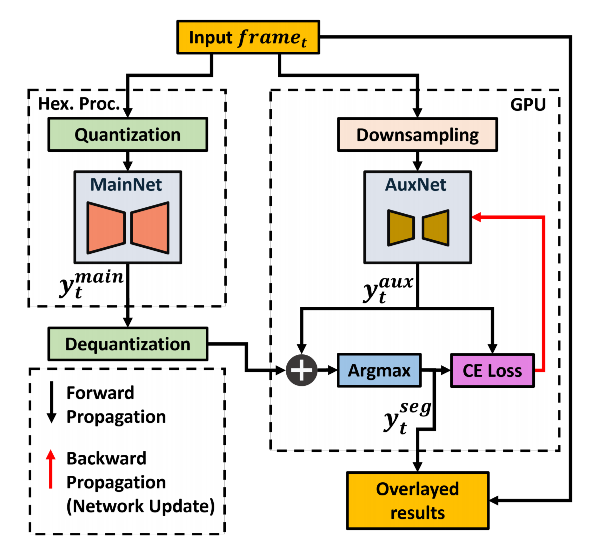 Input frame_t
Hex. Proc.
GPU
Quantization
Downsampling
MainNet
AuxNet
y_t^main
y_t^aux
Dequantization
Argmax
CE Loss
y_t^seg
Forward
Propagation
Backward
Propagation
(Network Update)
Overlayed
results